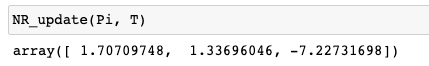 NR_update(Pi, T)
array([ 1.70709748,  1.33696046, -7.22731698])